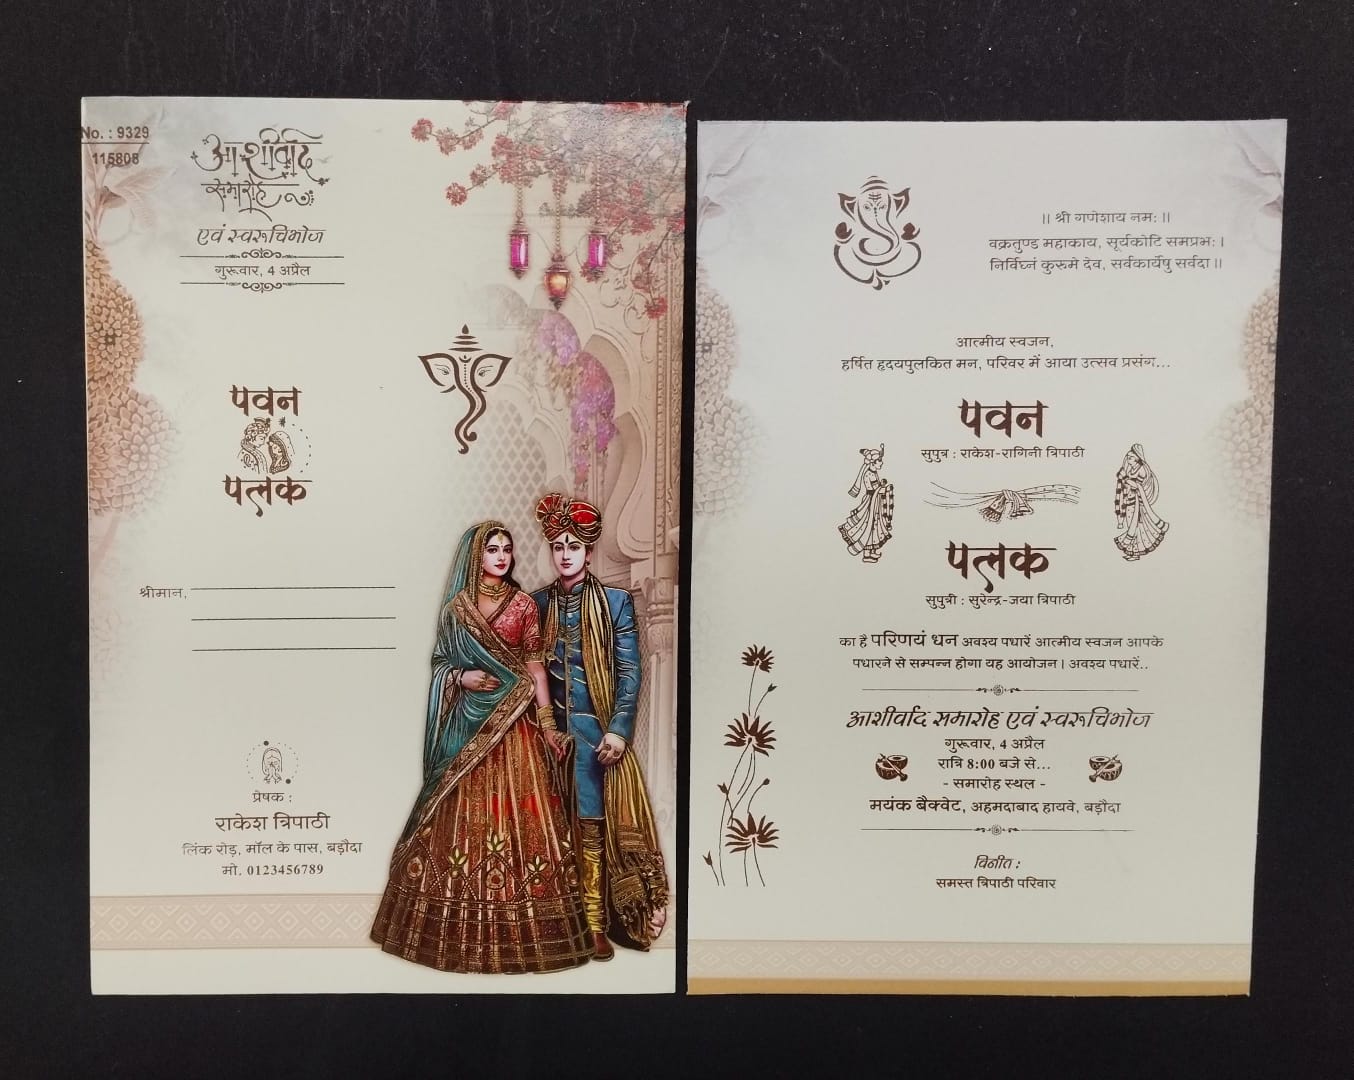 No. : 9329
115808
आशीर्वाद
समारोह
एवं स्वरूचिभोज
गुरूवार, 4 अप्रैल
पवन
पलक
श्रीमान,
प्रेषक :
राकेश त्रिपाठी
लिंक रोड़, मॉल के पास, बड़ौदा
मो. 0123456789
।। श्री गणेशाय नम: ।।
वक्रतुण्ड महाकाय, सूर्यकोटि समप्रभ: ।
निर्विघ्नं कुरूमे देव, सर्वकार्येषु सर्वदा ।।
आत्मीय स्वजन,
हर्षित हृदयपुलकित मन, परिवर में आया उत्सव प्रसंग...
पवन
सुपुत्र : राकेश-रागिनी त्रिपाठी
पलक
सुपुत्री : सुरेन्द्र-जया त्रिपाठी
का है परिणयं धन अवश्य पधारें आत्मीय स्वजन आपके
पधारने से सम्पन्न होगा यह आयोजन। अवश्य पधारें..
आशीर्वाद समारोह एवं स्वरूचिभोज
गुरूवार, 4 अप्रैल
रात्रि 8:00 बजे से...
- समारोह स्थल -
मयंक बैक्वेट, अहमदाबाद हायवे, बड़ौदा
विनीत :
समस्त त्रिपाठी परिवार